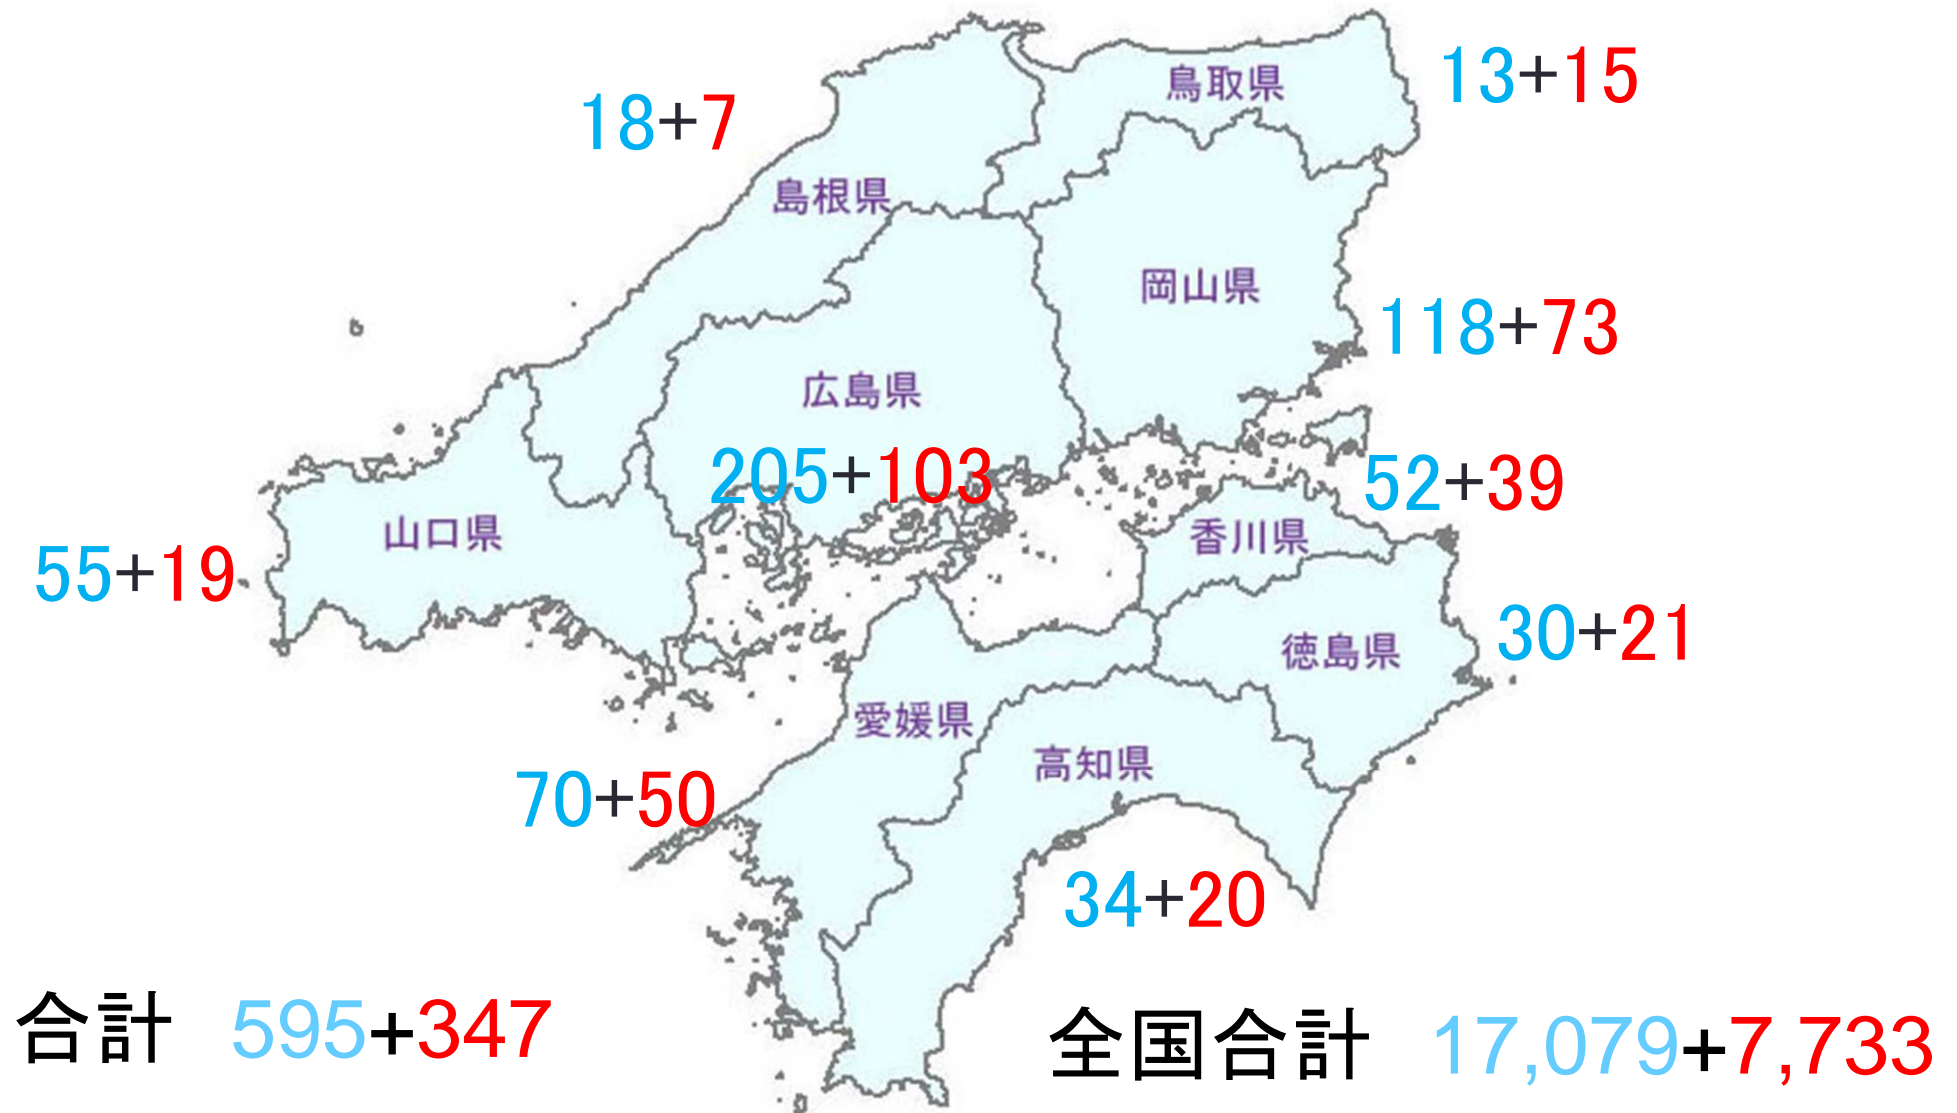 鳥取県
13+15
18+7
島根県
岡山県
118+73
広島県
205+103
52+39
香川県
山口県
55+19
徳島県
30+21
愛媛県
高知県
70+50
34+20
合計 595+347
全国合計 17,079+7,733